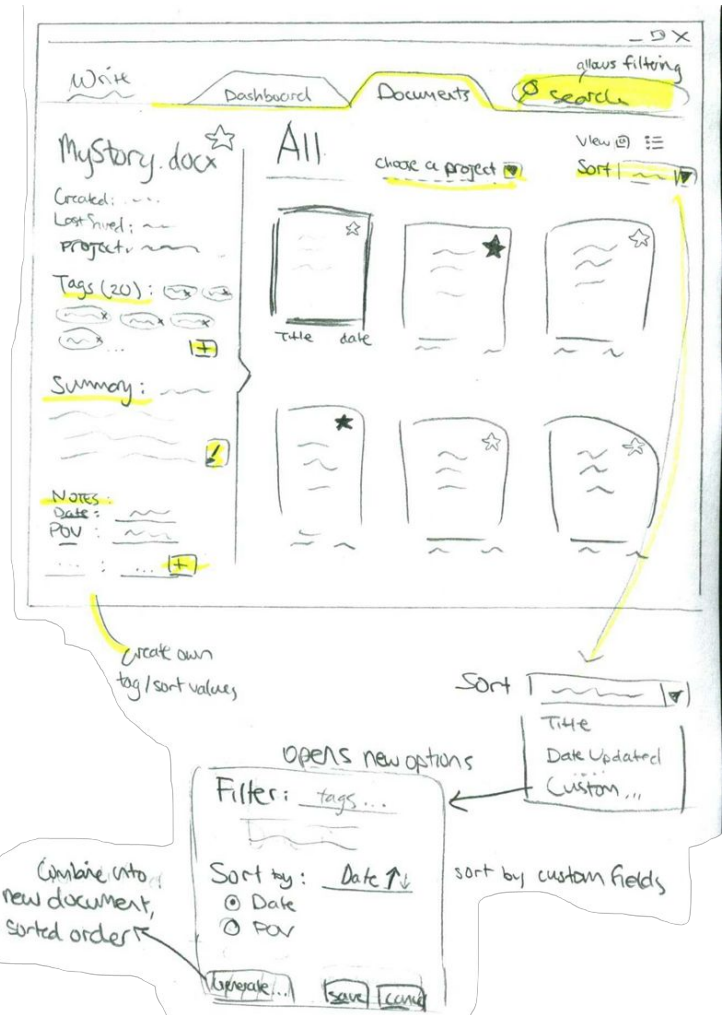 allows filtering
Write
Dashboard
Documents
search
MyStory.docx
All
choose a project
View
Sort
Created:
Last Saved:
Project:
Tags (20):
Title date
Summary:
NOTES:
Date:
POV :
... : ...
create own
tag/sort values
Sort
Title
Date Updated
Custom...
opens new options
Filter: tags...
Sort by: Date ↑↓
Date
POV
sort by custom fields
Combine into
new document,
sorted order
Generate...
save
cancel